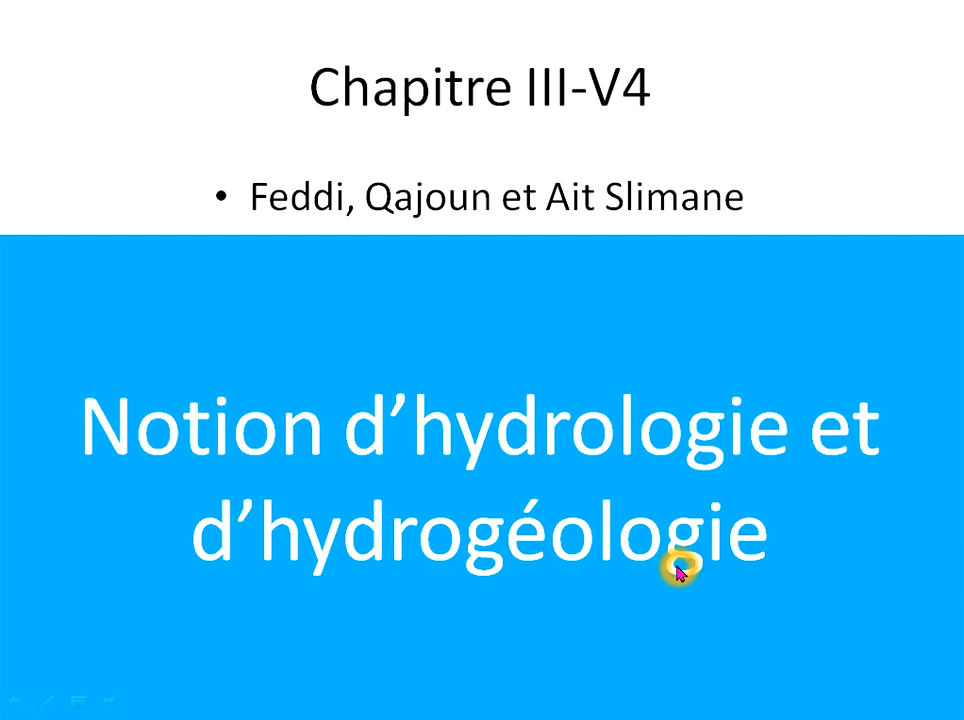 Chapitre III-V4
• Feddi, Qajoun et Ait Slimane
Notion d’hydrologie et
d’hydrogéologie